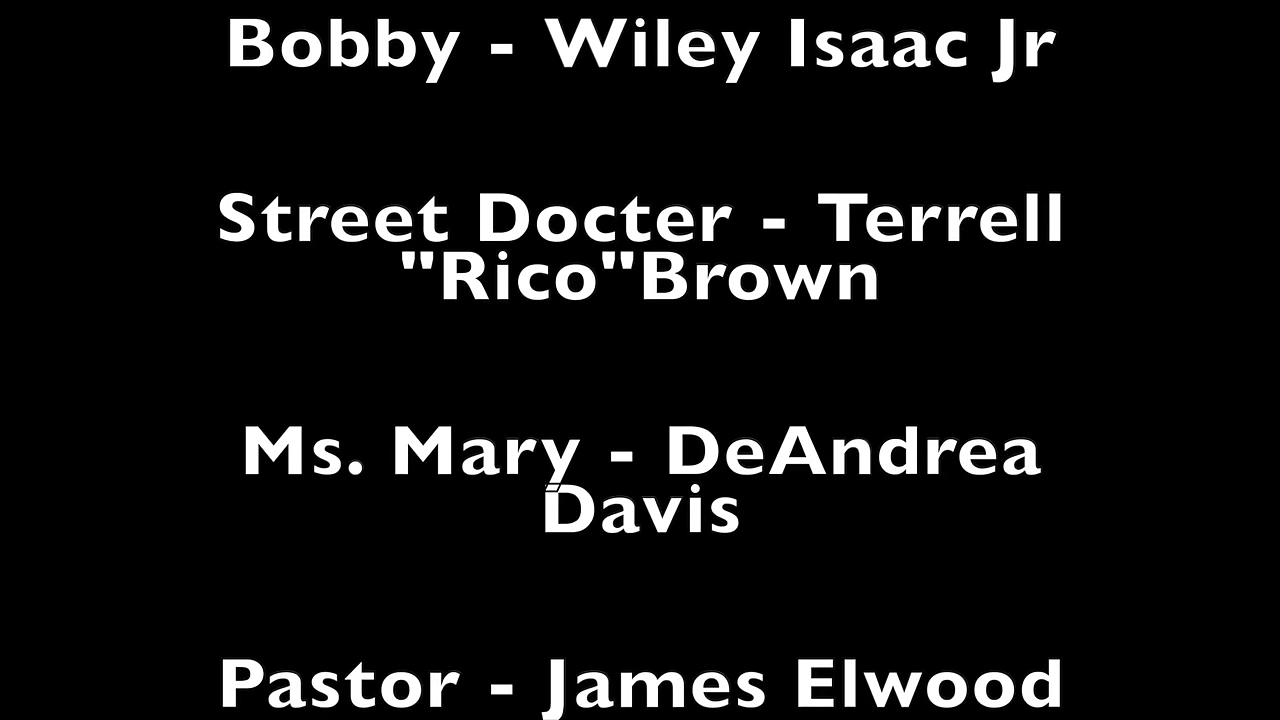 Bobby - Wiley Isaac Jr
Street Docter - Terrell
"Rico"Brown
Ms. Mary - DeAndrea
Davis
Pastor - James Elwood